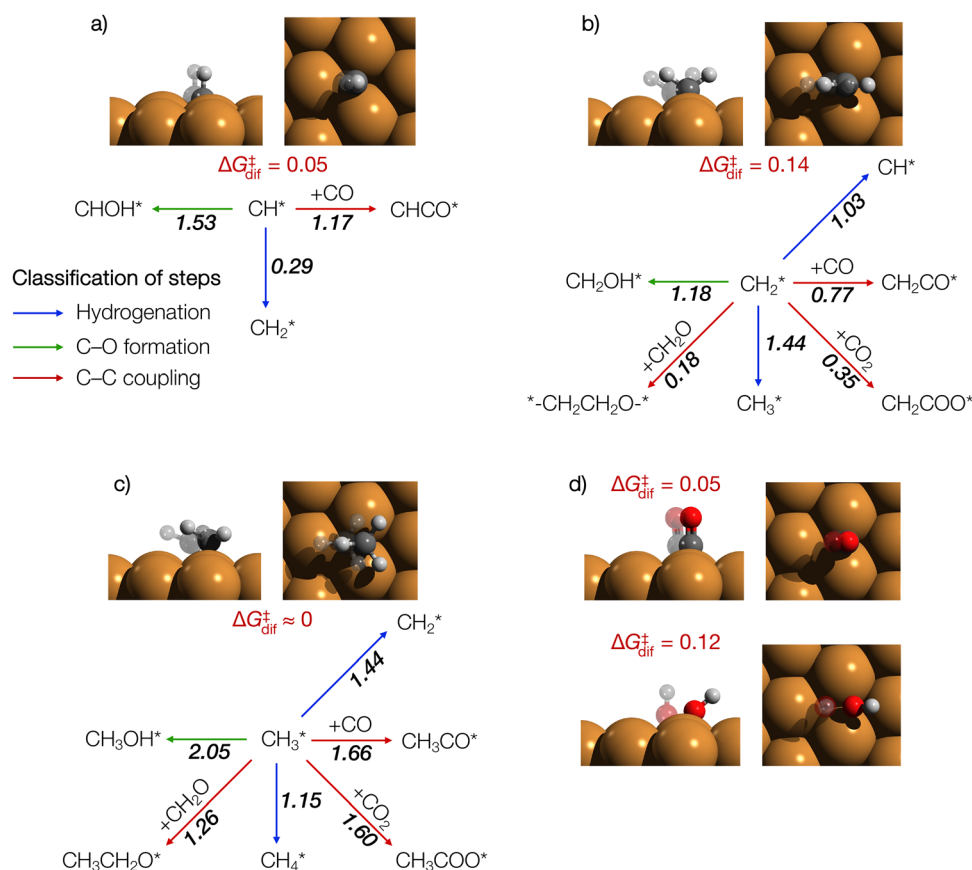 a)
ΔG‡dif = 0.05
CHOH*
1.53
CH*
+CO
1.17
CHCO*
0.29
CH2*
Classification of steps
Hydrogenation
C–O formation
C–C coupling
b)
ΔG‡dif = 0.14
CH*
1.03
CH2OH*
1.18
CH2*
+CO
0.77
CH2CO*
+CH2O
0.18
1.44
+CO2
0.35
*-CH2CH2O-*
CH3*
CH2COO*
c)
ΔG‡dif ≈ 0
CH2*
1.44
CH3OH*
2.05
CH3*
+CO
1.66
CH3CO*
+CH2O
1.26
1.15
+CO2
1.60
CH3CH2O*
CH4*
CH3COO*
d)
ΔG‡dif = 0.05
ΔG‡dif = 0.12